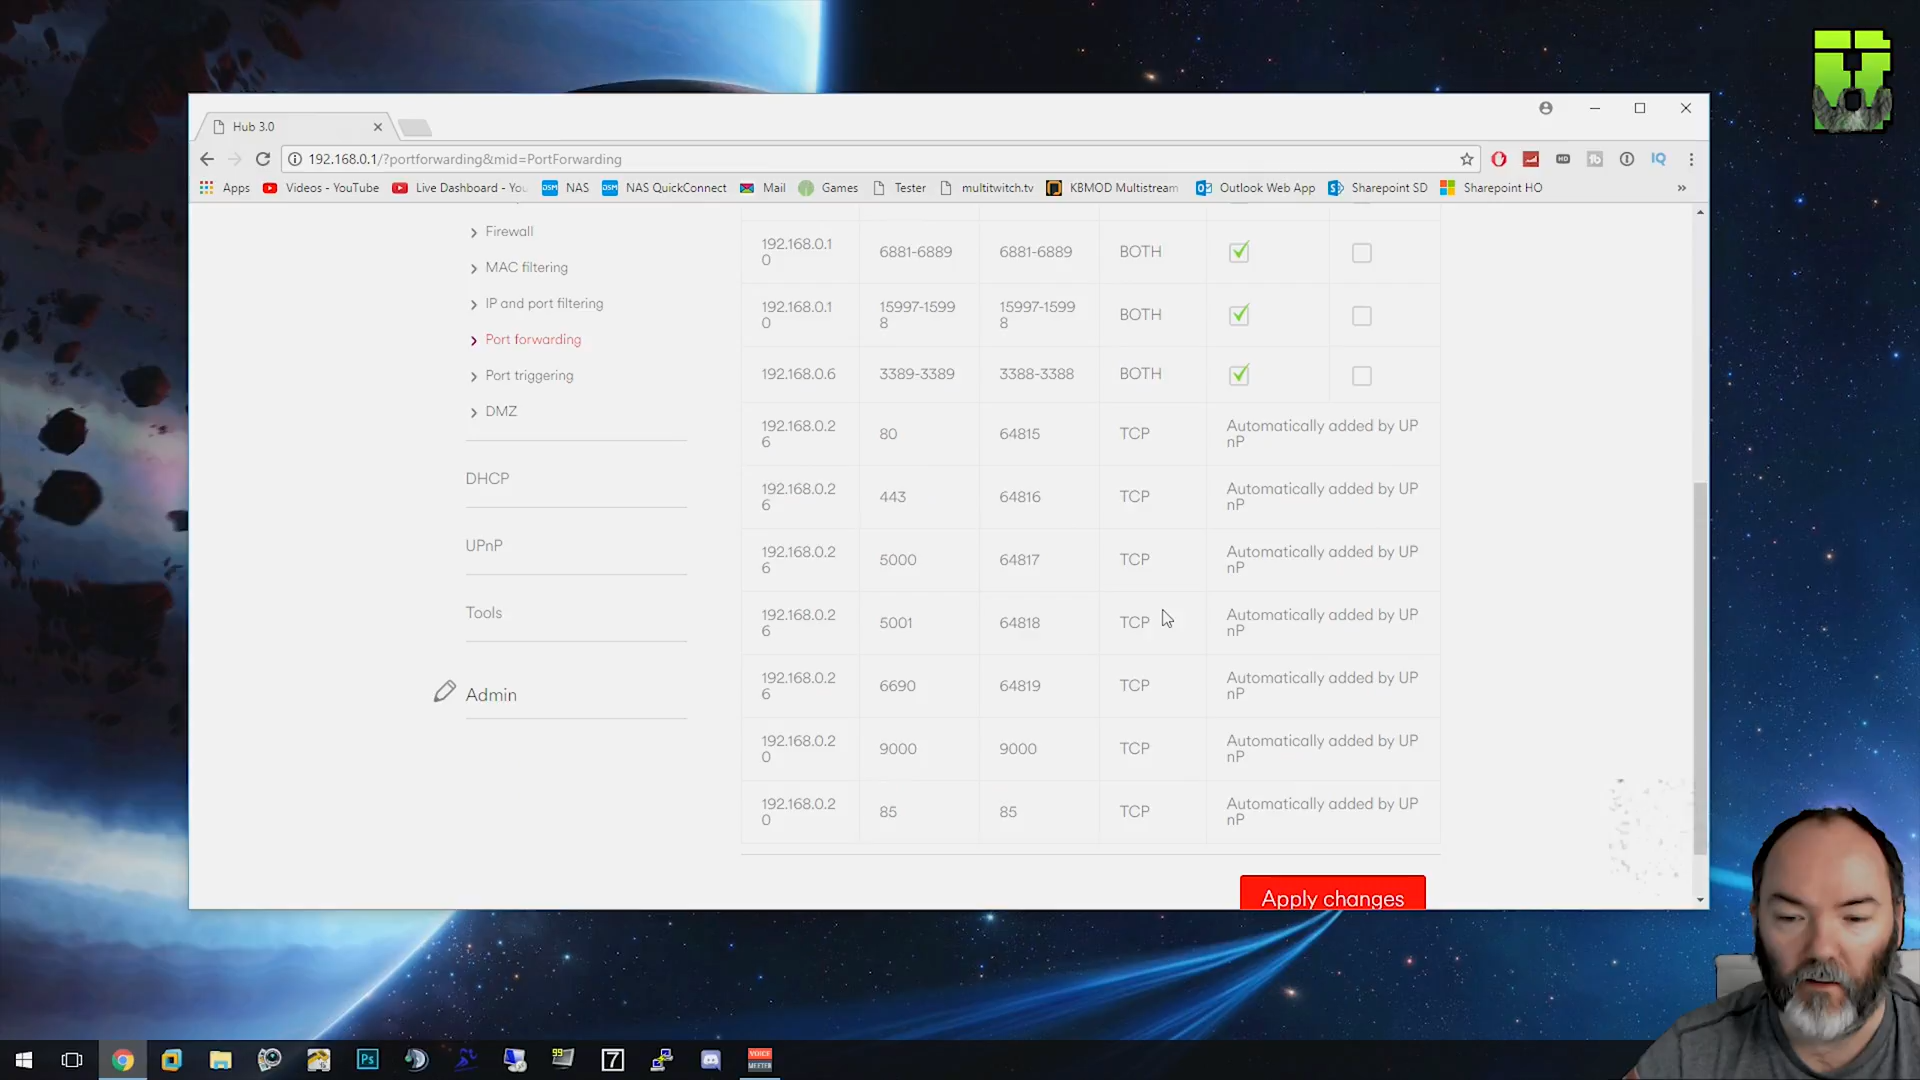 Hub 3.0
192.168.0.1/?portforwarding&mid=PortForwarding
Apps Videos - YouTube Live Dashboard - You NAS NAS QuickConnect Mail Games Tester multitwitch.tv KBMOD Multistream Outlook Web App Sharepoint SD Sharepoint HO »
Firewall
MAC filtering
IP and port filtering
Port forwarding
Port triggering
DMZ
DHCP
UPnP
Tools
Admin
192.168.0.1
0 6881-6889 6881-6889 BOTH
192.168.0.1
0 15997-1599
8 15997-1599
8 BOTH
192.168.0.6 3389-3389 3388-3388 BOTH
192.168.0.2
6 80 64815 TCP Automatically added by UP
nP
192.168.0.2
6 443 64816 TCP Automatically added by UP
nP
192.168.0.2
6 5000 64817 TCP Automatically added by UP
nP
192.168.0.2
6 5001 64818 TCP Automatically added by UP
nP
192.168.0.2
6 6690 64819 TCP Automatically added by UP
nP
192.168.0.2
0 9000 9000 TCP Automatically added by UP
nP
192.168.0.2
0 85 85 TCP Automatically added by UP
nP
Apply changes
Ps
99
7
VOICE
MEETER